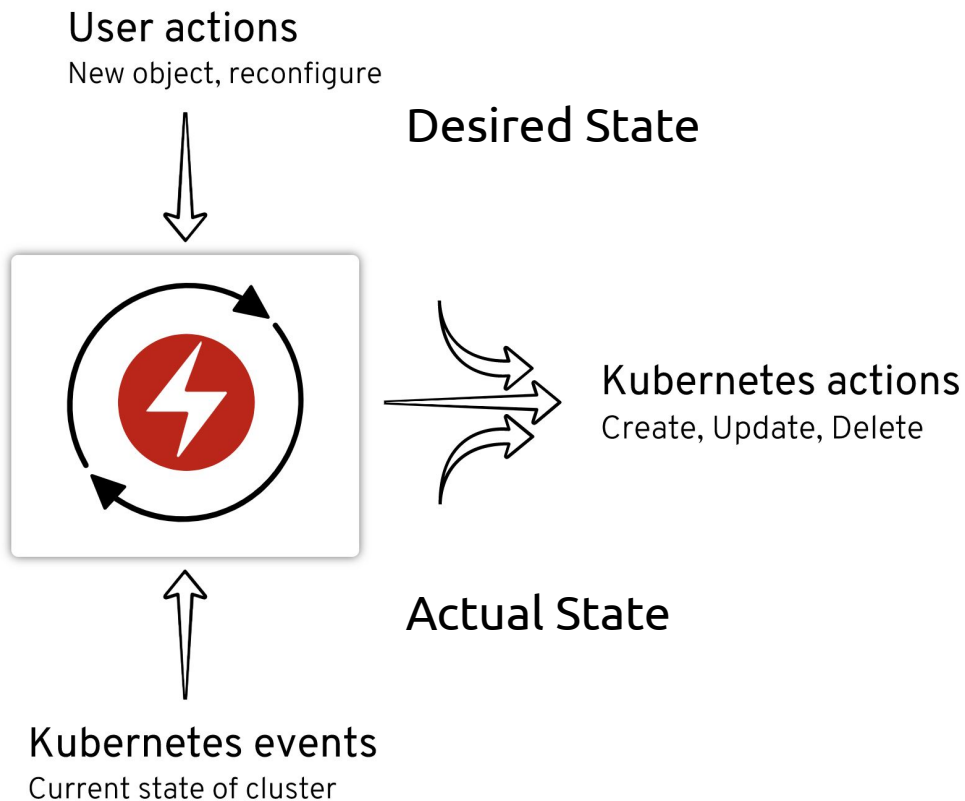 User actions
New object, reconfigure
Desired State
Kubernetes actions
Create, Update, Delete
Actual State
Kubernetes events
Current state of cluster